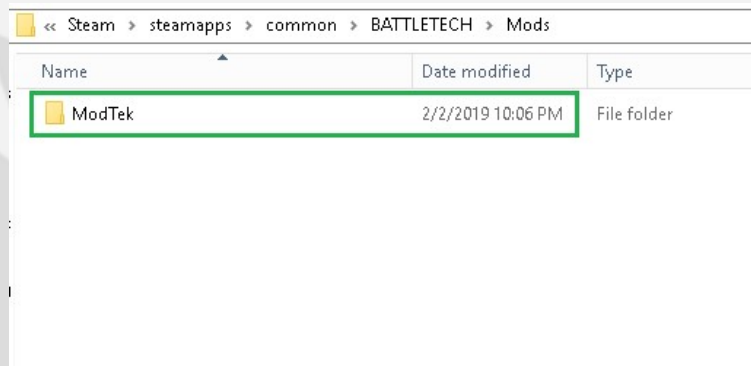 « Steam > steamapps > common > BATTLETECH > Mods
Name Date modified Type
ModTek 2/2/2019 10:06 PM File folder